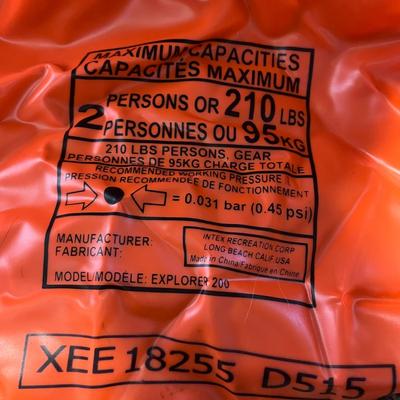 MAXIMUM CAPACITIES
CAPACITÉS MAXIMUM
2 PERSONS OR 210 LBS
PERSONNES OU 95KG
210 LBS PERSONS, GEAR
PERSONNES DE 95KG CHARGE TOTALE
RECOMMENDED WORKING PRESSURE
PRESSION RECOMMENDÉE DE FONCTIONNEMENT
= 0.031 bar (0.45 psi)
MANUFACTURER:
FABRICANT:
INTEX RECREATION CORP
LONG BEACH CALIF. USA
Made in China Fabriqué en Chine
MODEL/MODÈLE: EXPLORER 200
XEE 18255 D515